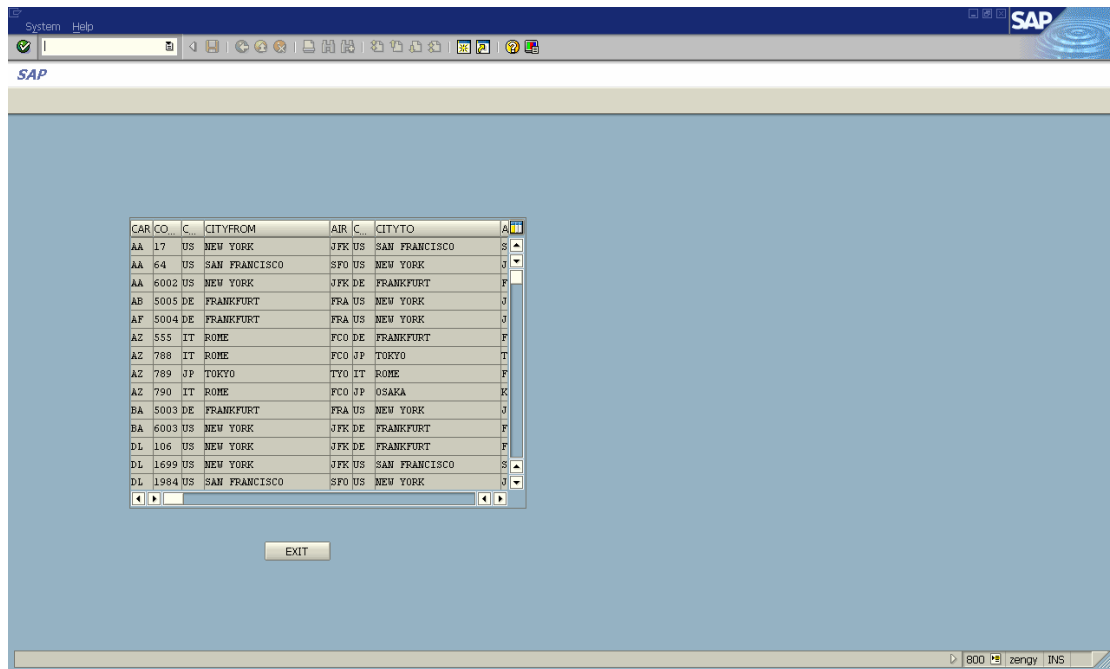 System Help
SAP
SAP
CAR CO... C... CITYFROM AIR C... CITYTO A
AA 17 US NEW YORK JFK US SAN FRANCISCO S
AA 64 US SAN FRANCISCO SFO US NEW YORK J
AA 6002 US NEW YORK JFK DE FRANKFURT F
AB 5005 DE FRANKFURT FRA US NEW YORK J
AF 5004 DE FRANKFURT FRA US NEW YORK J
AZ 555 IT ROME FCO DE FRANKFURT F
AZ 788 IT ROME FCO JP TOKYO T
AZ 789 JP TOKYO TYO IT ROME F
AZ 790 IT ROME FCO JP OSAKA K
BA 5003 DE FRANKFURT FRA US NEW YORK J
BA 6003 US NEW YORK JFK DE FRANKFURT F
DL 106 US NEW YORK JFK DE FRANKFURT F
DL 1699 US NEW YORK JFK US SAN FRANCISCO S
DL 1984 US SAN FRANCISCO SFO US NEW YORK J
EXIT
800 zengy INS